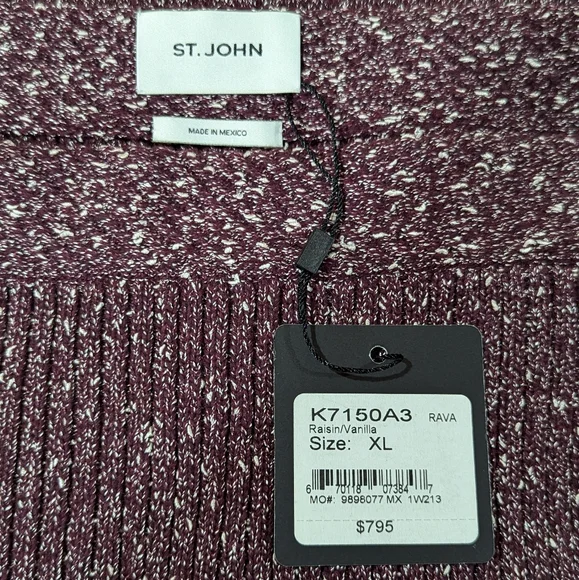 ST. JOHN
MADE IN MEXICO
K7150A3 RAVA
Raisin/Vanilla
Size: XL
6 70118 07384 7
MO#: 9898077 MX 1W213
$795